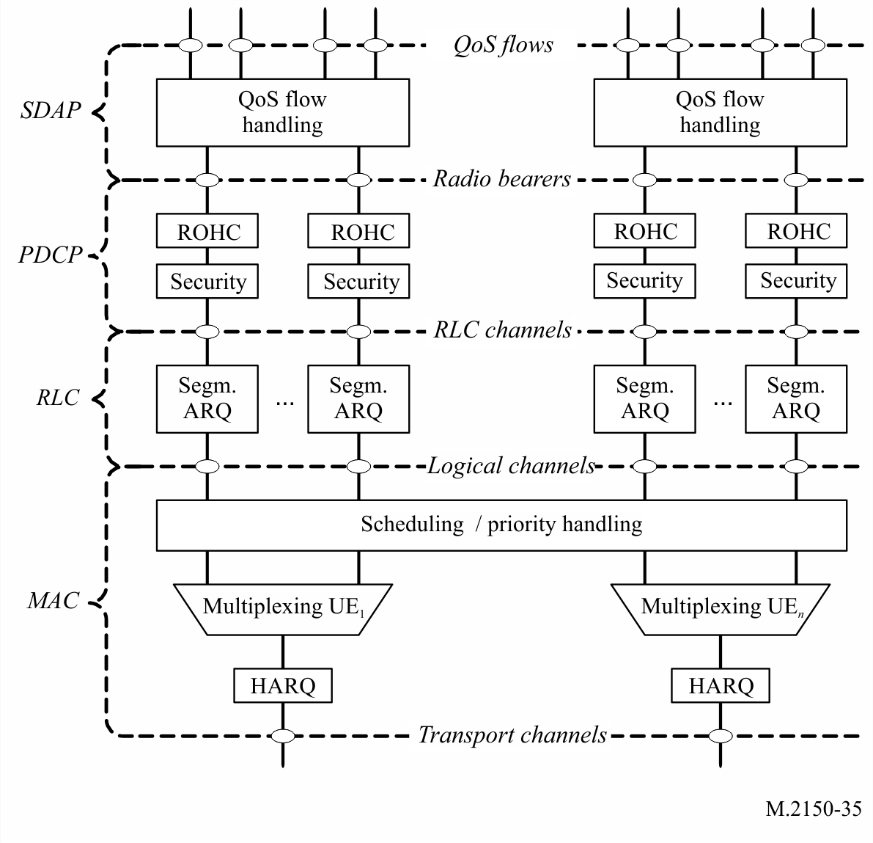 QoS flows
SDAP
QoS flow
handling
QoS flow
handling
Radio bearers
PDCP
ROHC
ROHC
ROHC
ROHC
Security
Security
Security
Security
RLC channels
RLC
Segm.
ARQ
...
Segm.
ARQ
Segm.
ARQ
...
Segm.
ARQ
Logical channels
Scheduling / priority handling
MAC
Multiplexing UE1
Multiplexing UEn
HARQ
HARQ
Transport channels
M.2150-35